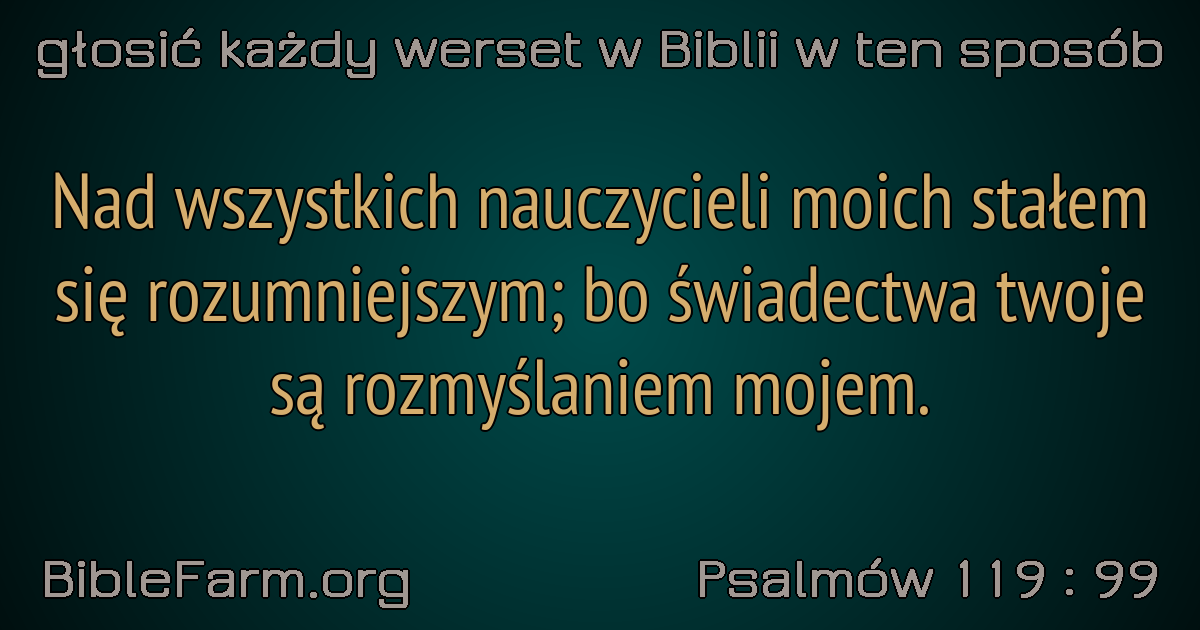 głosić każdy werset w Biblii w ten sposób
Nad wszystkich nauczycieli moich stałem
się rozumniejszym; bo świadectwa twoje
są rozmyślaniem mojem.
BibleFarm.org
Psalmów 119 : 99